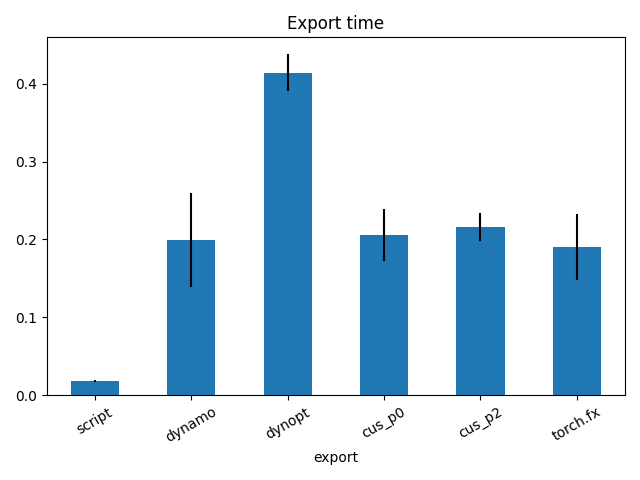 Export time
0.4
0.3
0.2
0.1
0.0
script
dynamo
dynopt
cus_p0
cus_p2
torch.fx
export